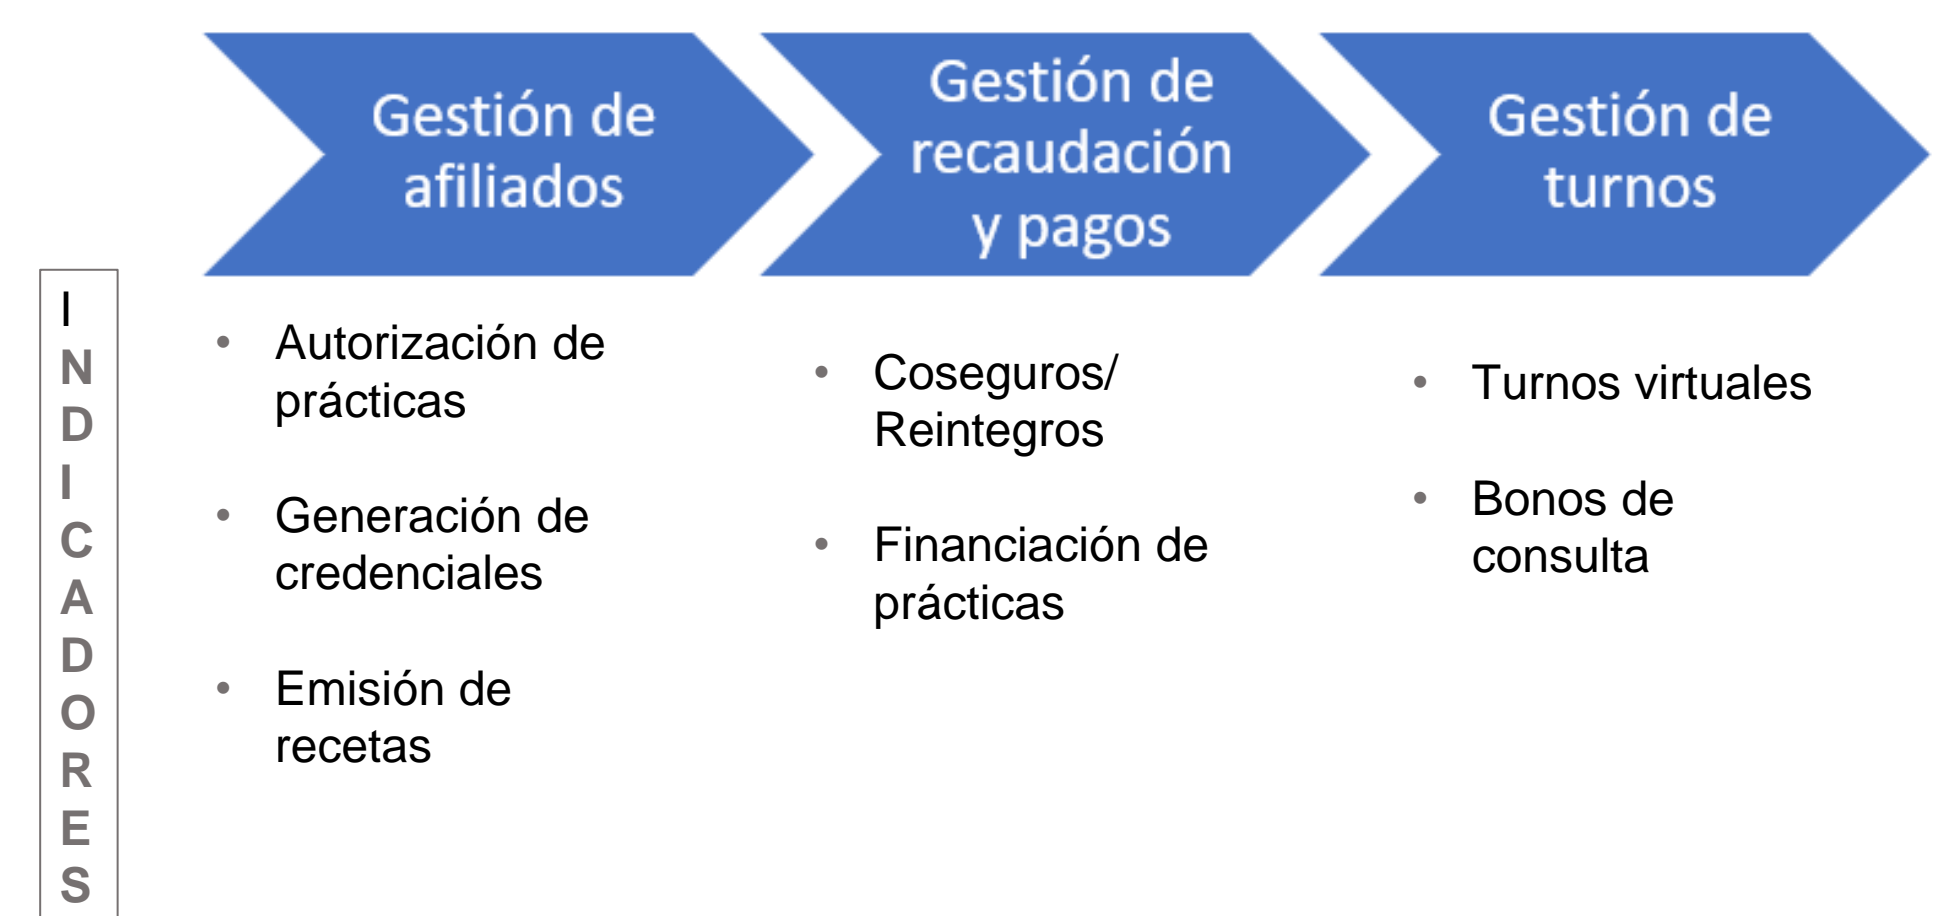 Gestión de
afiliados
Gestión de
recaudación
y pagos
Gestión de
turnos
I
N
D
I
C
A
D
O
R
E
S
• Autorización de
prácticas
• Generación de
credenciales
• Emisión de
recetas
• Coseguros/
Reintegros
• Financiación de
prácticas
• Turnos virtuales
• Bonos de
consulta